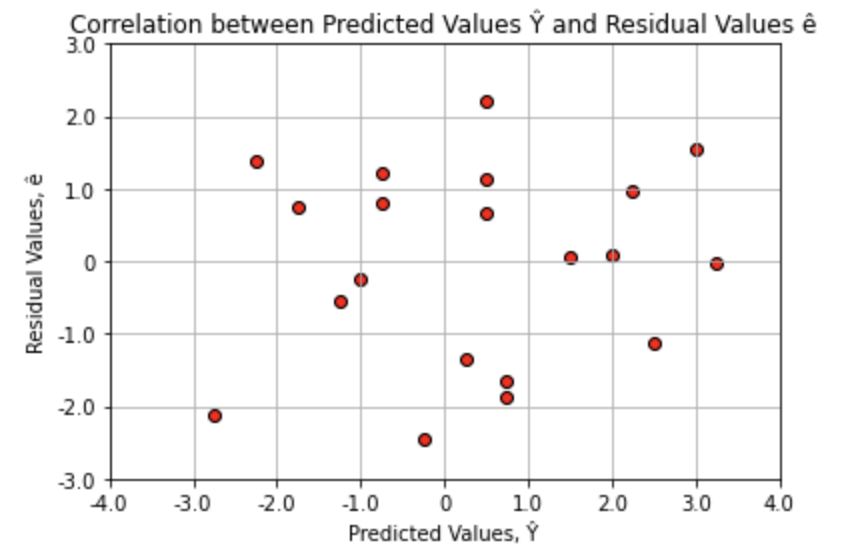 Correlation between Predicted Values Ŷ and Residual Values ê
3.0
2.0
1.0
0
-1.0
-2.0
-3.0
Residual Values, ê
-4.0 -3.0 -2.0 -1.0 0 1.0 2.0 3.0 4.0
Predicted Values, Ŷ